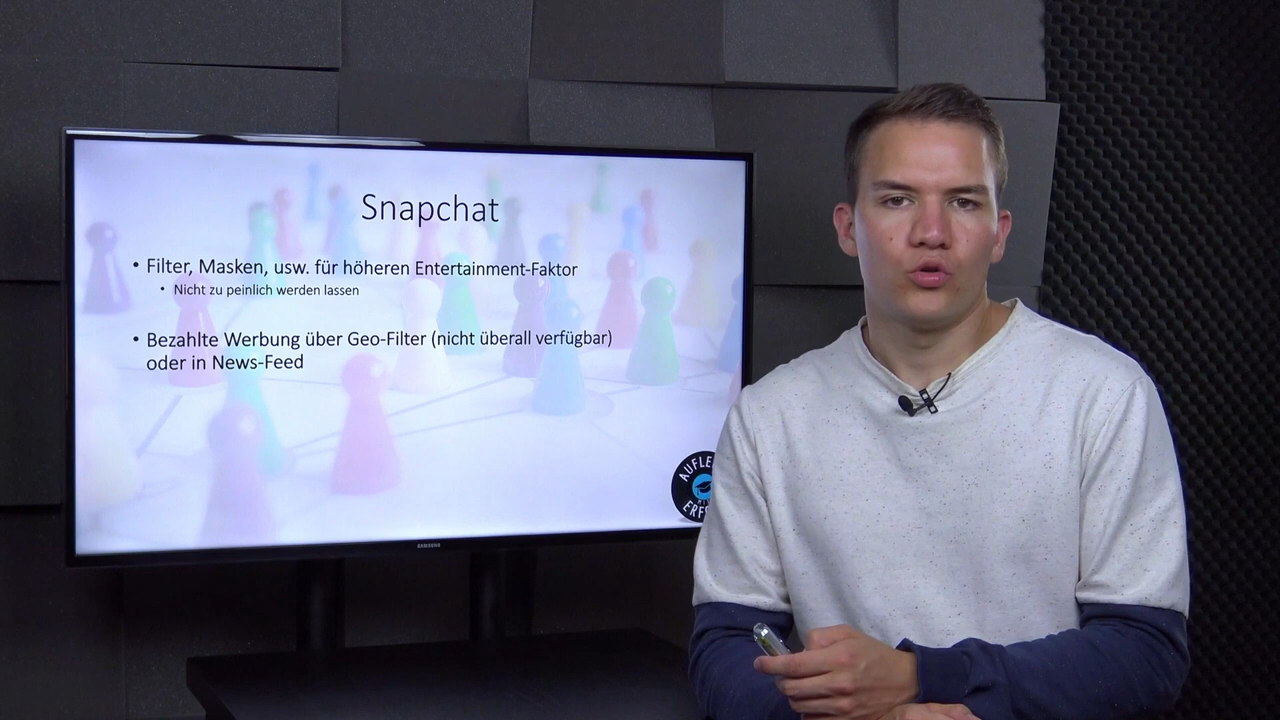 Snapchat
• Filter, Masken, usw. für höheren Entertainment-Faktor
• Nicht zu peinlich werden lassen
• Bezahlte Werbung über Geo-Filter (nicht überall verfügbar)
oder in News-Feed
SAMSUNG